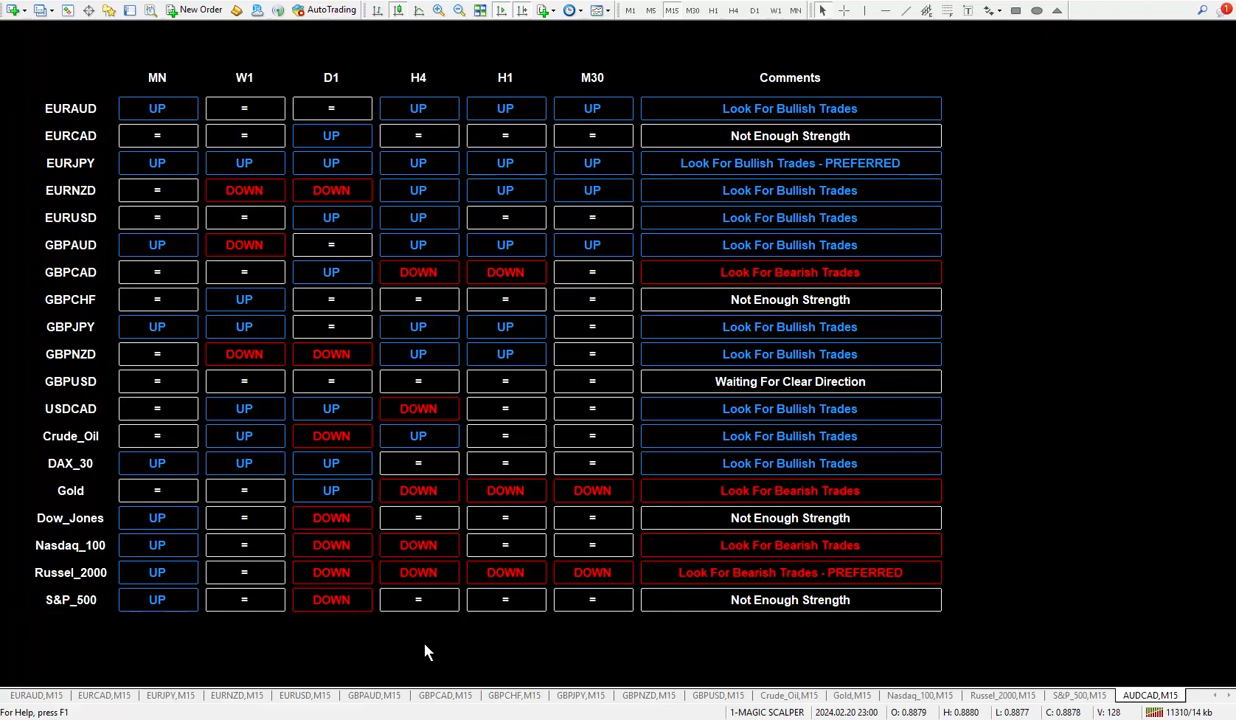 New Order AutoTrading M1 M5 M15 M30 H1 H4 D1 W1 MN 1
MN W1 D1 H4 H1 M30 Comments
EURAUD UP = = UP UP UP Look For Bullish Trades
EURCAD = = UP = = = Not Enough Strength
EURJPY UP UP UP UP UP UP Look For Bullish Trades - PREFERRED
EURNZD = DOWN DOWN UP UP UP Look For Bullish Trades
EURUSD = = UP UP = = Look For Bullish Trades
GBPAUD UP DOWN = UP UP UP Look For Bullish Trades
GBPCAD = = UP DOWN DOWN = Look For Bearish Trades
GBPCHF = UP = = = = Not Enough Strength
GBPJPY UP UP = UP UP = Look For Bullish Trades
GBPNZD = DOWN DOWN UP UP = Look For Bullish Trades
GBPUSD = = = = = = Waiting For Clear Direction
USDCAD = UP UP DOWN = = Look For Bullish Trades
Crude_Oil = UP DOWN UP = = Look For Bullish Trades
DAX_30 UP UP UP = = = Look For Bullish Trades
Gold = = UP DOWN DOWN DOWN Look For Bearish Trades
Dow_Jones UP = DOWN = = = Not Enough Strength
Nasdaq_100 UP = DOWN DOWN = = Look For Bearish Trades
Russel_2000 UP = DOWN DOWN DOWN DOWN Look For Bearish Trades - PREFERRED
S&P_500 UP = DOWN = = = Not Enough Strength
EURAUD,M15 EURCAD,M15 EURJPY,M15 EURNZD,M15 EURUSD,M15 GBPAUD,M15 GBPCAD,M15 GBPCHF,M15 GBPJPY,M15 GBPNZD,M15 GBPUSD,M15 Crude_Oil,M15 Gold,M15 Nasdaq_100,M15 Russel_2000,M15 S&P_500,M15 AUDCAD,M15
For Help, press F1 1-MAGIC SCALPER 2024.02.20 23:00 O: 0.8879 H: 0.8880 L: 0.8877 C: 0.8878 V: 128 11310/14 kb